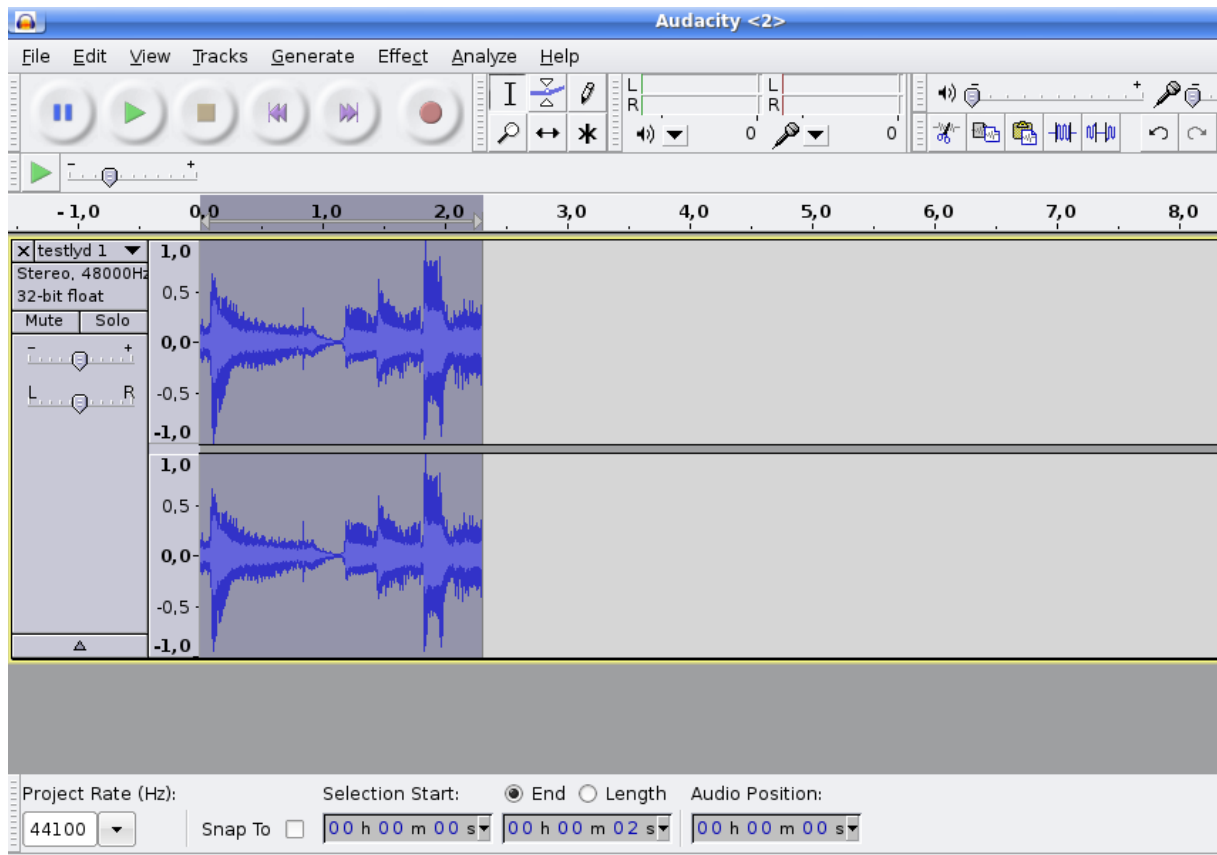 Audacity <2>
File Edit View Tracks Generate Effect Analyze Help
L
R
L
R
0
0
- +
- +
- 1,0 0,0 1,0 2,0 3,0 4,0 5,0 6,0 7,0 8,0
testlyd 1
Stereo, 48000Hz
32-bit float
Mute Solo
- +
L R
1,0
0,5
0,0
-0,5
-1,0
1,0
0,5
0,0
-0,5
-1,0
Project Rate (Hz): Selection Start: End Length Audio Position:
44100 Snap To 00 h 00 m 00 s 00 h 00 m 02 s 00 h 00 m 00 s